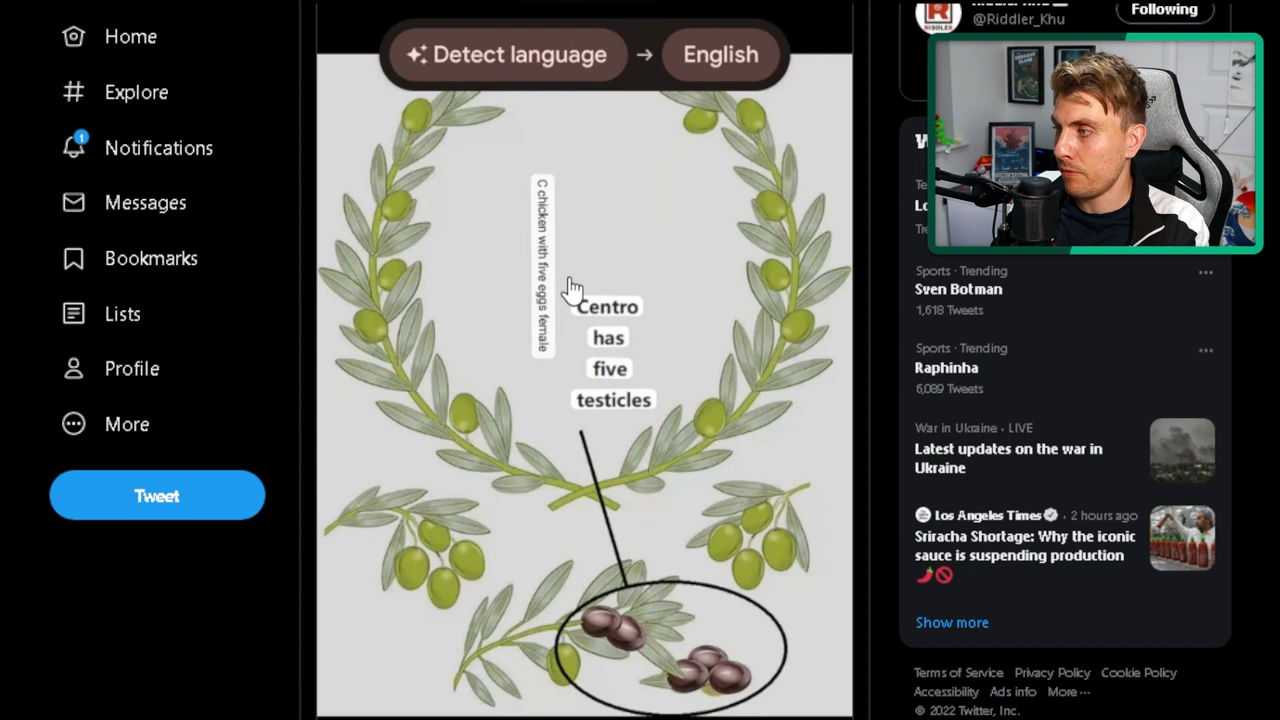 Home
Explore
1
Notifications
Messages
Bookmarks
Lists
Profile
More
Tweet
Detect language → English
C chicken with five eggs female
Centro
has
five
testicles
RIDDLER
@Riddler_Khu
Following
Sports · Trending
Sven Botman
1,618 Tweets
Sports · Trending
Raphinha
6,089 Tweets
War in Ukraine · LIVE
Latest updates on the war in
Ukraine
Los Angeles Times · 2 hours ago
Sriracha Shortage: Why the iconic
sauce is suspending production
Show more
Terms of Service Privacy Policy Cookie Policy
Accessibility Ads info More
© 2022 Twitter, Inc.